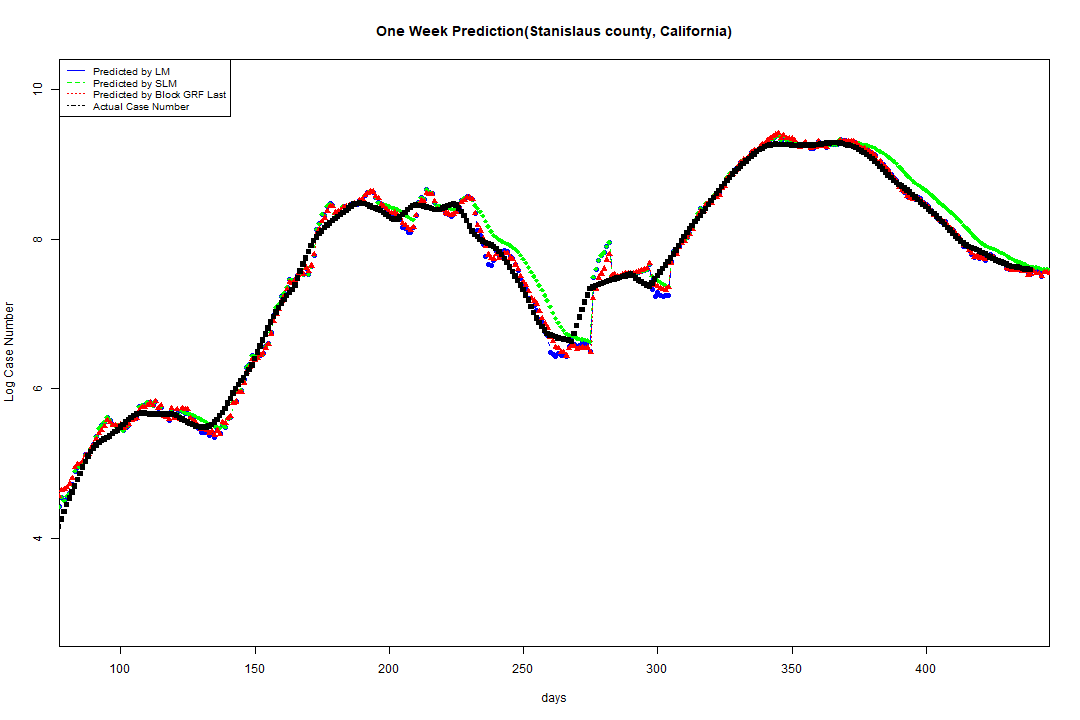 One Week Prediction(Stanislaus county, California)
Predicted by LM
Predicted by SLM
Predicted by Block GRF Last
Actual Case Number
10
8
6
4
Log Case Number
100 150 200 250 300 350 400
days